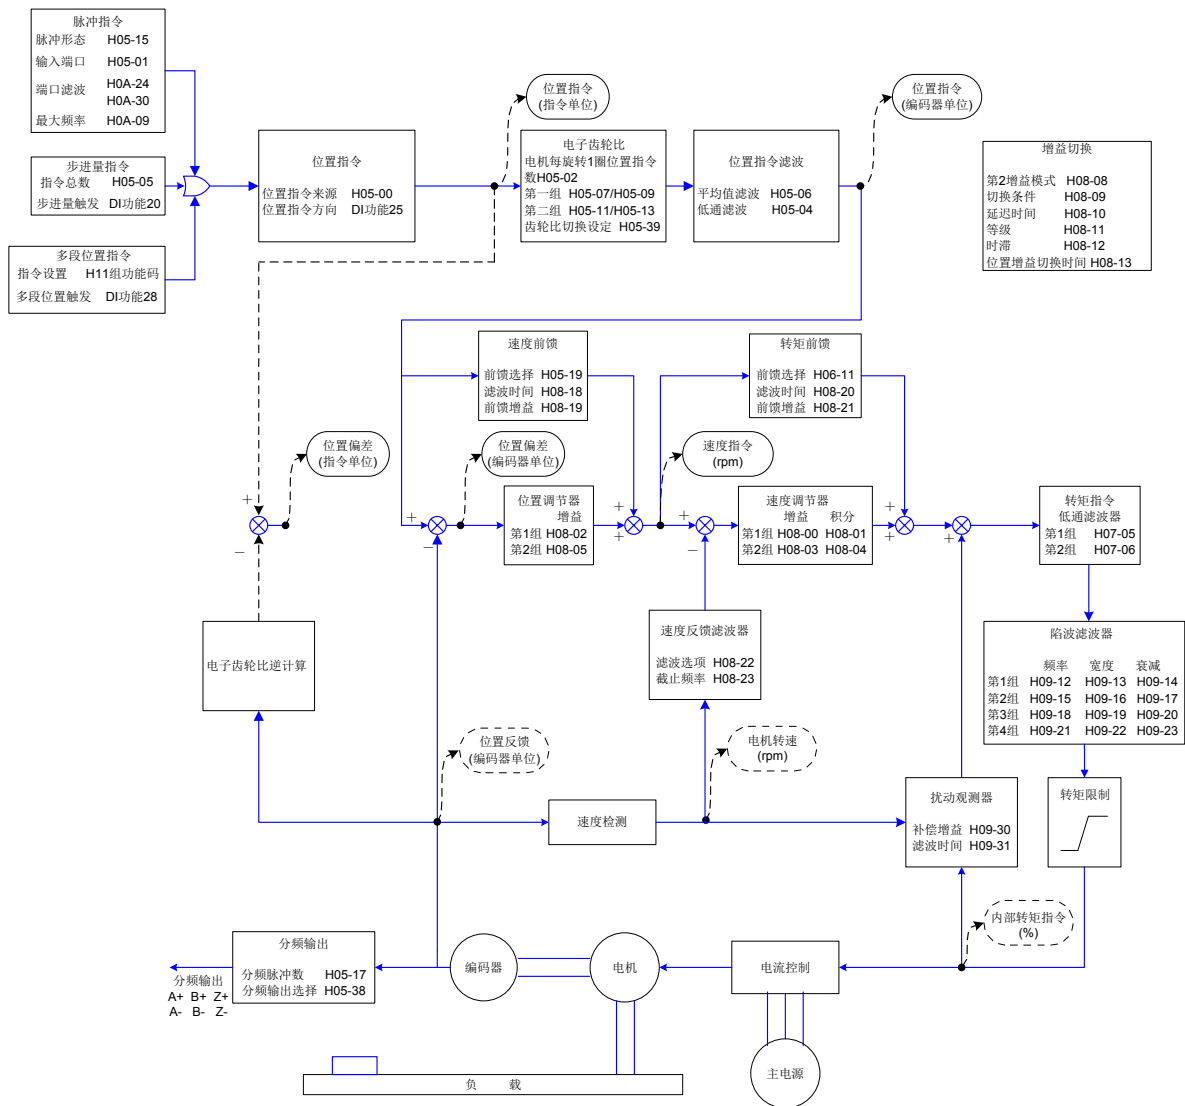 脉冲指令
脉冲形态 H05-15
输入端口 H05-01
端口滤波 H0A-24
H0A-30
最大频率 H0A-09
步进量指令
指令总数 H05-05
步进量触发 DI功能20
多段位置指令
指令设置 H11组功能码
多段位置触发 DI功能28
位置指令
位置指令来源 H05-00
位置指令方向 DI功能25
位置指令
(指令单位)
电子齿轮比
电机每旋转1圈位置指令
数H05-02
第一组 H05-07/H05-09
第二组 H05-11/H05-13
齿轮比切换设定 H05-39
位置指令滤波
平均值滤波 H05-06
低通滤波 H05-04
位置指令
(编码器单位)
增益切换
第2增益模式 H08-08
切换条件 H08-09
延迟时间 H08-10
等级 H08-11
时滞 H08-12
位置增益切换时间 H08-13
速度前馈
前馈选择 H05-19
滤波时间 H08-18
前馈增益 H08-19
转矩前馈
前馈选择 H06-11
滤波时间 H08-20
前馈增益 H08-21
位置偏差
(指令单位)
位置偏差
(编码器单位)
速度指令
(rpm)
+
−
+
−
位置调节器
增益
第1组 H08-02
第2组 H08-05
+
+
+
−
速度调节器
增益 积分
第1组 H08-00 H08-01
第2组 H08-03 H08-04
+
+
+
转矩指令
低通滤波器
第1组 H07-05
第2组 H07-06
电子齿轮比逆计算
速度反馈滤波器
滤波选项 H08-22
截止频率 H08-23
陷波滤波器
频率 宽度 衰减
第1组 H09-12 H09-13 H09-14
第2组 H09-15 H09-16 H09-17
第3组 H09-18 H09-19 H09-20
第4组 H09-21 H09-22 H09-23
位置反馈
(编码器单位)
电机转速
(rpm)
速度检测
扰动观测器
补偿增益 H09-30
滤波时间 H09-31
转矩限制
内部转矩指令
(%)
分频输出
分频脉冲数 H05-17
分频输出选择 H05-38
分频输出
A+ B+ Z+
A- B- Z-
编码器
电机
电流控制
主电源
负 载